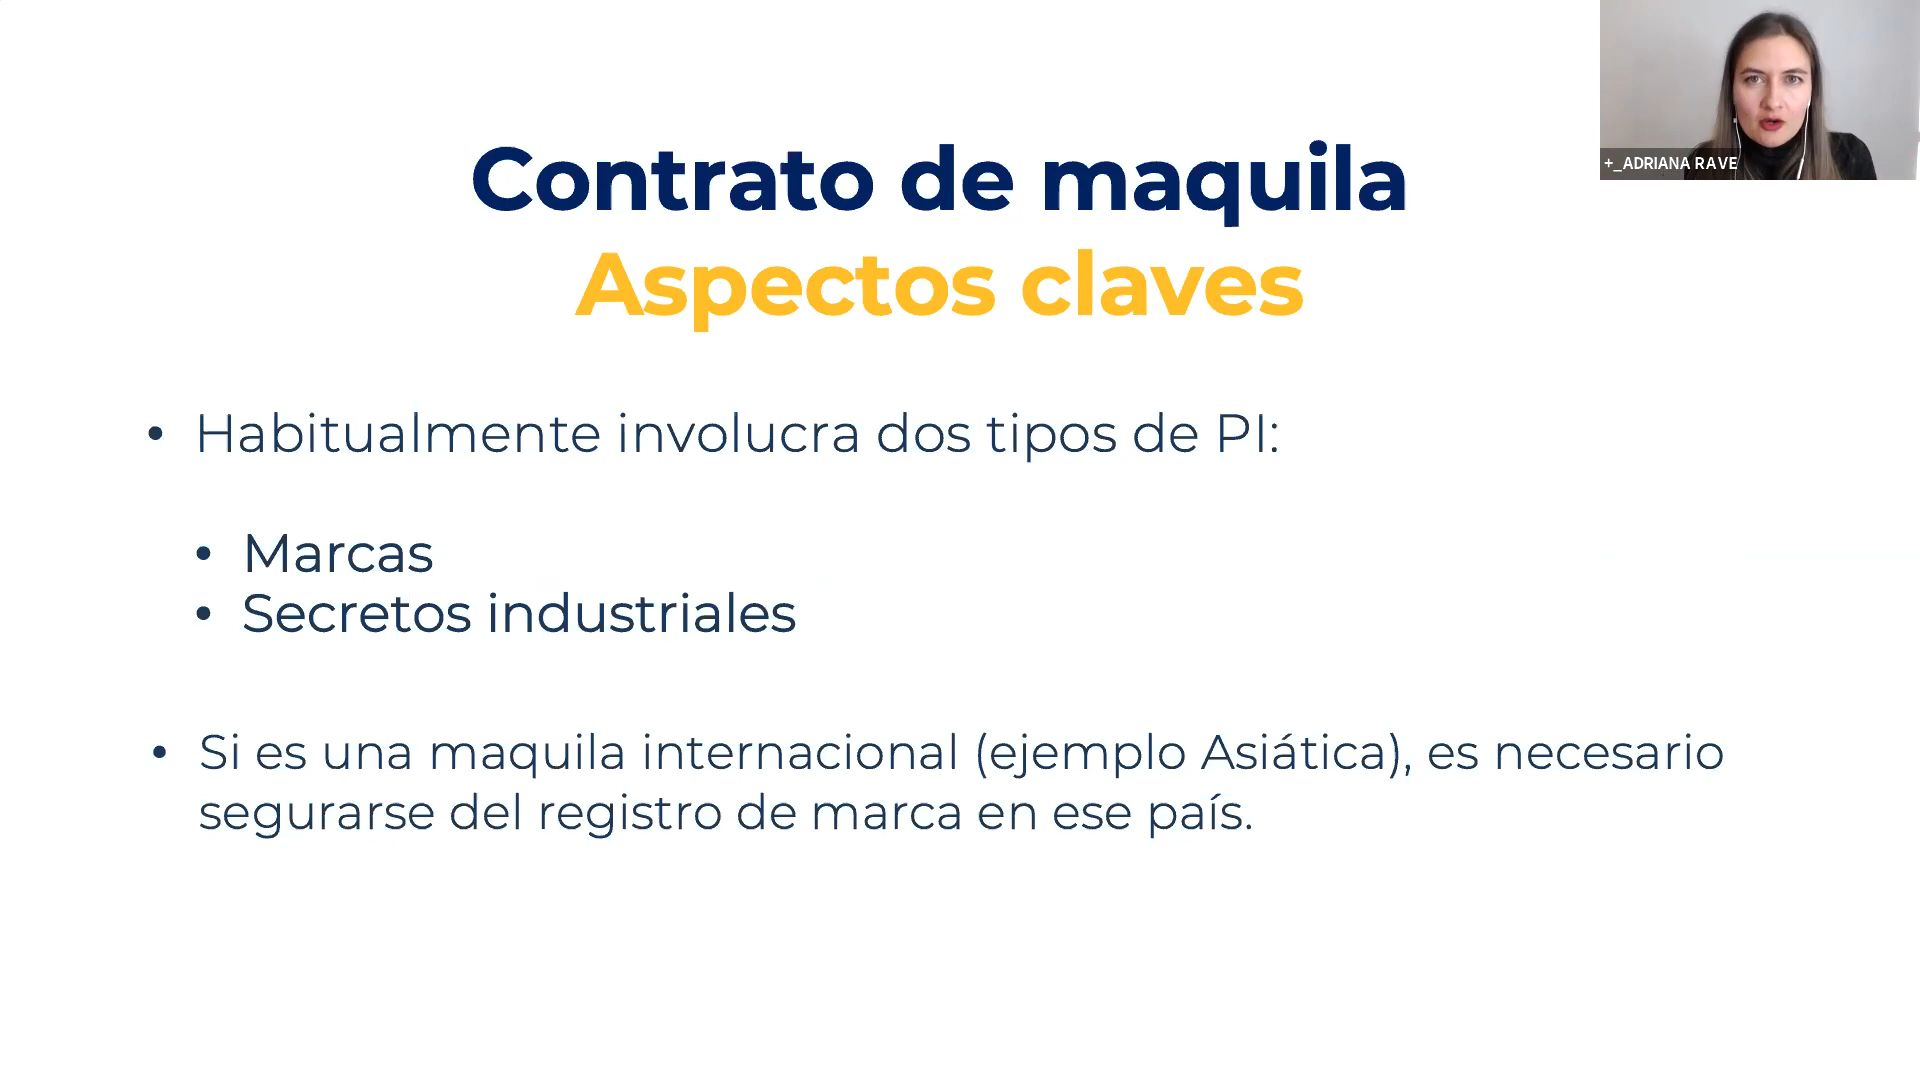 Contrato de maquila
Aspectos claves
+_ADRIANA RAVE
• Habitualmente involucra dos tipos de PI:
• Marcas
• Secretos industriales
• Si es una maquila internacional (ejemplo Asiática), es necesario
segurarse del registro de marca en ese país.